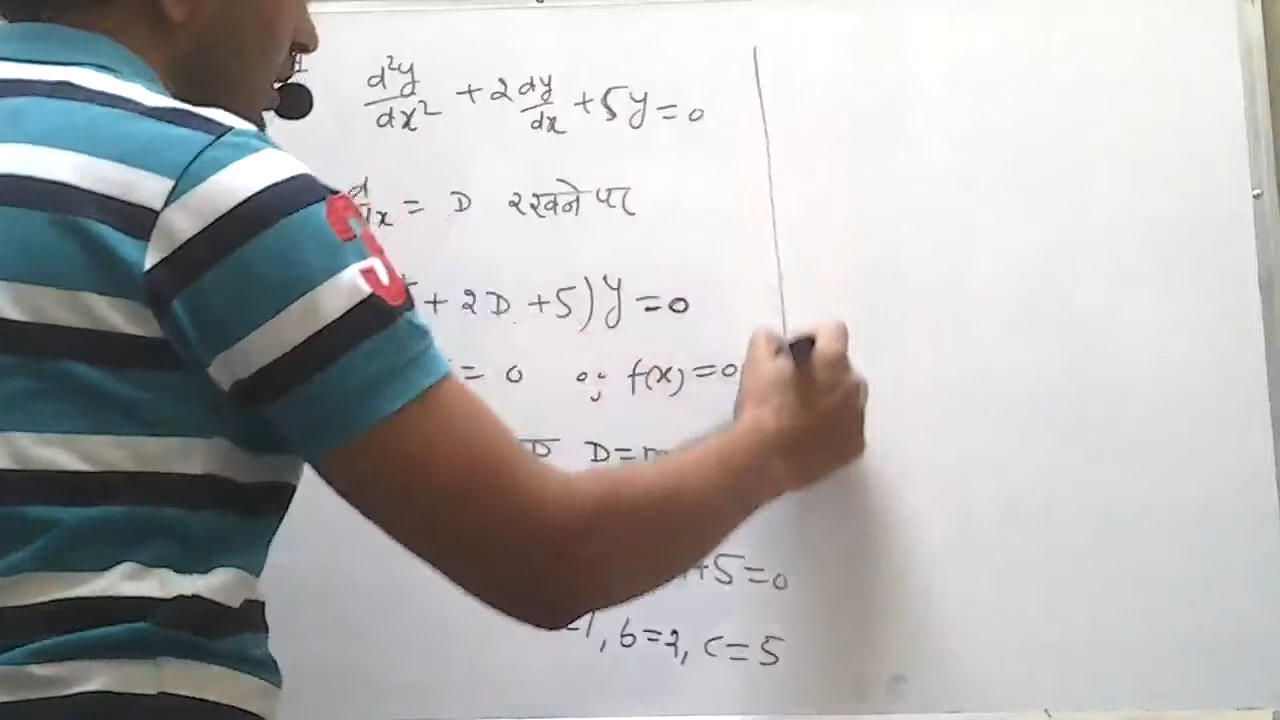 d²y/dx² + 2 dy/dx + 5y = 0
d/dx = D रखने पर
+ 2D + 5)y = 0
= 0 ∵ f(x) = 0
D = m
+5 = 0
=1, b=2, c=5
3